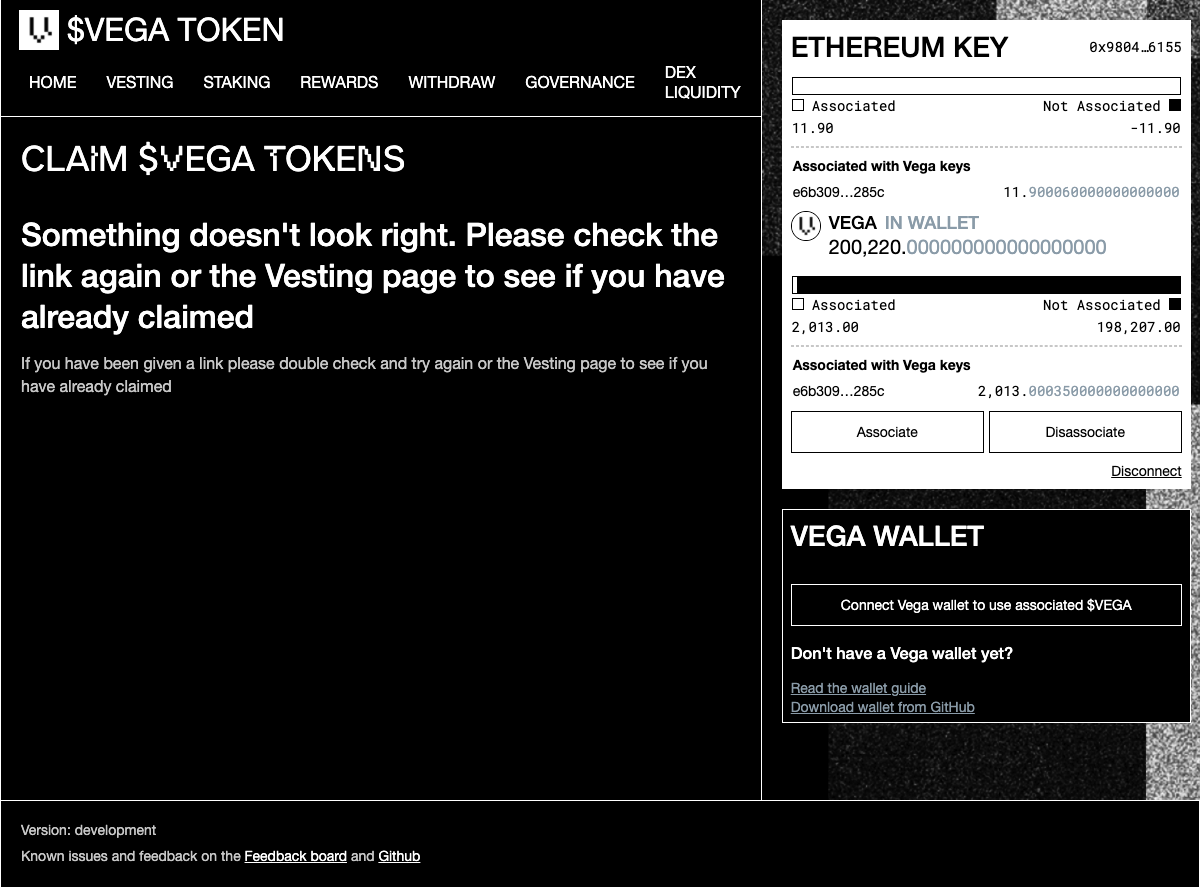 $VEGA TOKEN
HOME VESTING STAKING REWARDS WITHDRAW GOVERNANCE DEX LIQUIDITY
CLAIM $VEGA TOKENS
Something doesn't look right. Please check the
link again or the Vesting page to see if you have
already claimed
If you have been given a link please double check and try again or the Vesting page to see if you
have already claimed
ETHEREUM KEY 0x9804…6155
Associated Not Associated
11.90 -11.90
Associated with Vega keys
e6b309…285c 11.900060000000000000
VEGA IN WALLET
200,220.000000000000000000
Associated Not Associated
2,013.00 198,207.00
Associated with Vega keys
e6b309…285c 2,013.000350000000000000
Associate Disassociate
Disconnect
VEGA WALLET
Connect Vega wallet to use associated $VEGA
Don't have a Vega wallet yet?
Read the wallet guide
Download wallet from GitHub
Version: development
Known issues and feedback on the Feedback board and Github